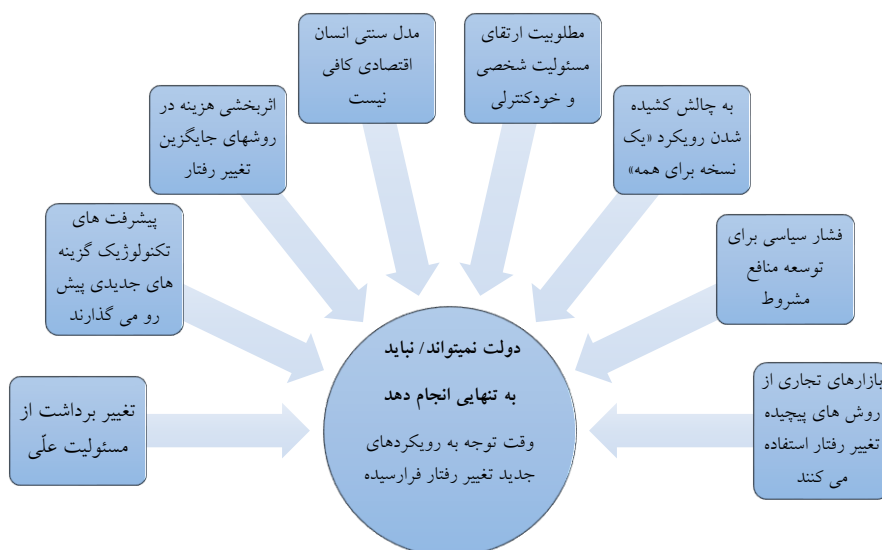 مطلوبیت ارتقای
مسئولیت شخصی
و خودکنترلی
مدل سنتی انسان
اقتصادی کافی
نیست
به چالش کشیده
شدن رویکرد «یک
نسخه برای همه»
اثربخشی هزینه در
روشهای جایگزین
تغییر رفتار
فشار سیاسی برای
توسعه منافع
مشروط
پیشرفت های
تکنولوژیک گزینه
های جدیدی پیش
رو می گذارند
بازارهای تجاری از
روش های پیچیده
تغییر رفتار استفاده
می کنند
تغییر برداشت از
مسئولیت علّی
دولت نمیتواند/ نباید
به تنهایی انجام دهد
وقت توجه به رویکردهای
جدید تغییر رفتار فرارسیده